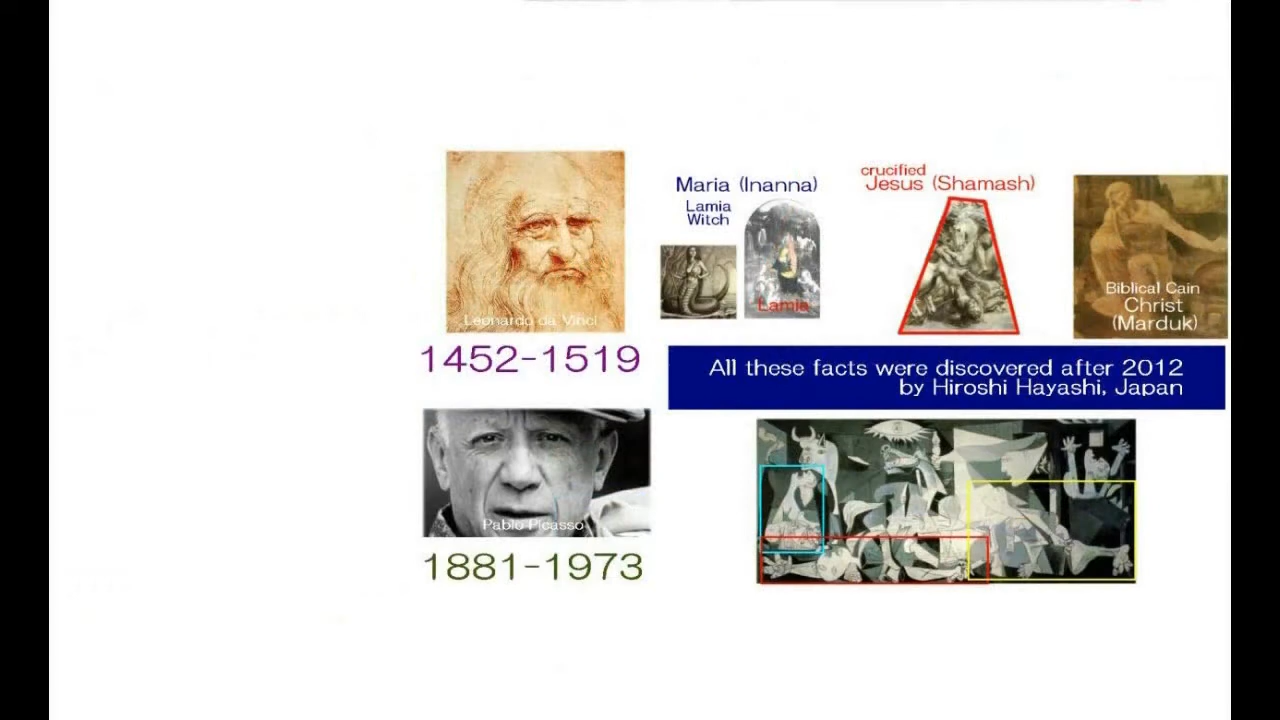 Leonardo da Vinci
1452-1519
Maria (Inanna)
Lamia
Witch
Lamia
crucified
Jesus (Shamash)
Biblical Cain
Christ
(Marduk)
All these facts were discovered after 2012
by Hiroshi Hayashi, Japan
Pablo Picasso
1881-1973